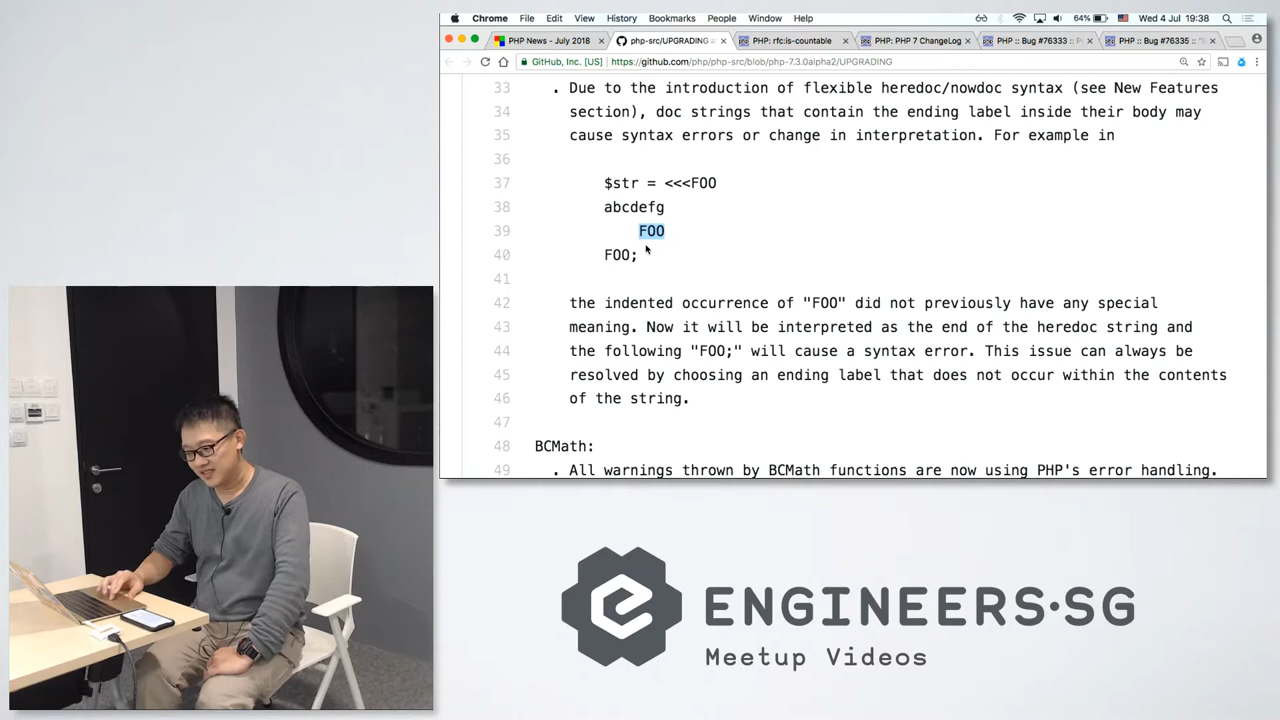 Chrome File Edit View History Bookmarks People Window Help 64% Wed 4 Jul 19:38
PHP News - July 2018 php-src/UPGRADING a PHP: rfc:is-countable PHP: PHP 7 ChangeLog PHP :: Bug #76333 :: PHP :: Bug #76335 ::
GitHub, Inc. [US] https://github.com/php/php-src/blob/php-7.3.0alpha2/UPGRADING
33 . Due to the introduction of flexible heredoc/nowdoc syntax (see New Features
34 section), doc strings that contain the ending label inside their body may
35 cause syntax errors or change in interpretation. For example in
36
37 $str = <<<FOO
38 abcdefg
39 FOO
40 FOO;
41
42 the indented occurrence of "FOO" did not previously have any special
43 meaning. Now it will be interpreted as the end of the heredoc string and
44 the following "FOO;" will cause a syntax error. This issue can always be
45 resolved by choosing an ending label that does not occur within the contents
46 of the string.
47
48 BCMath:
49 . All warnings thrown by BCMath functions are now using PHP's error handling.
ENGINEERS·SG
Meetup Videos